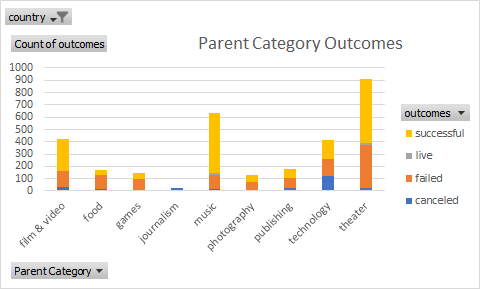 country
Count of outcomes
Parent Category Outcomes
1000
900
800
700
600
500
400
300
200
100
0
film & video
food
games
journalism
music
photography
publishing
technology
theater
outcomes
successful
live
failed
canceled
Parent Category